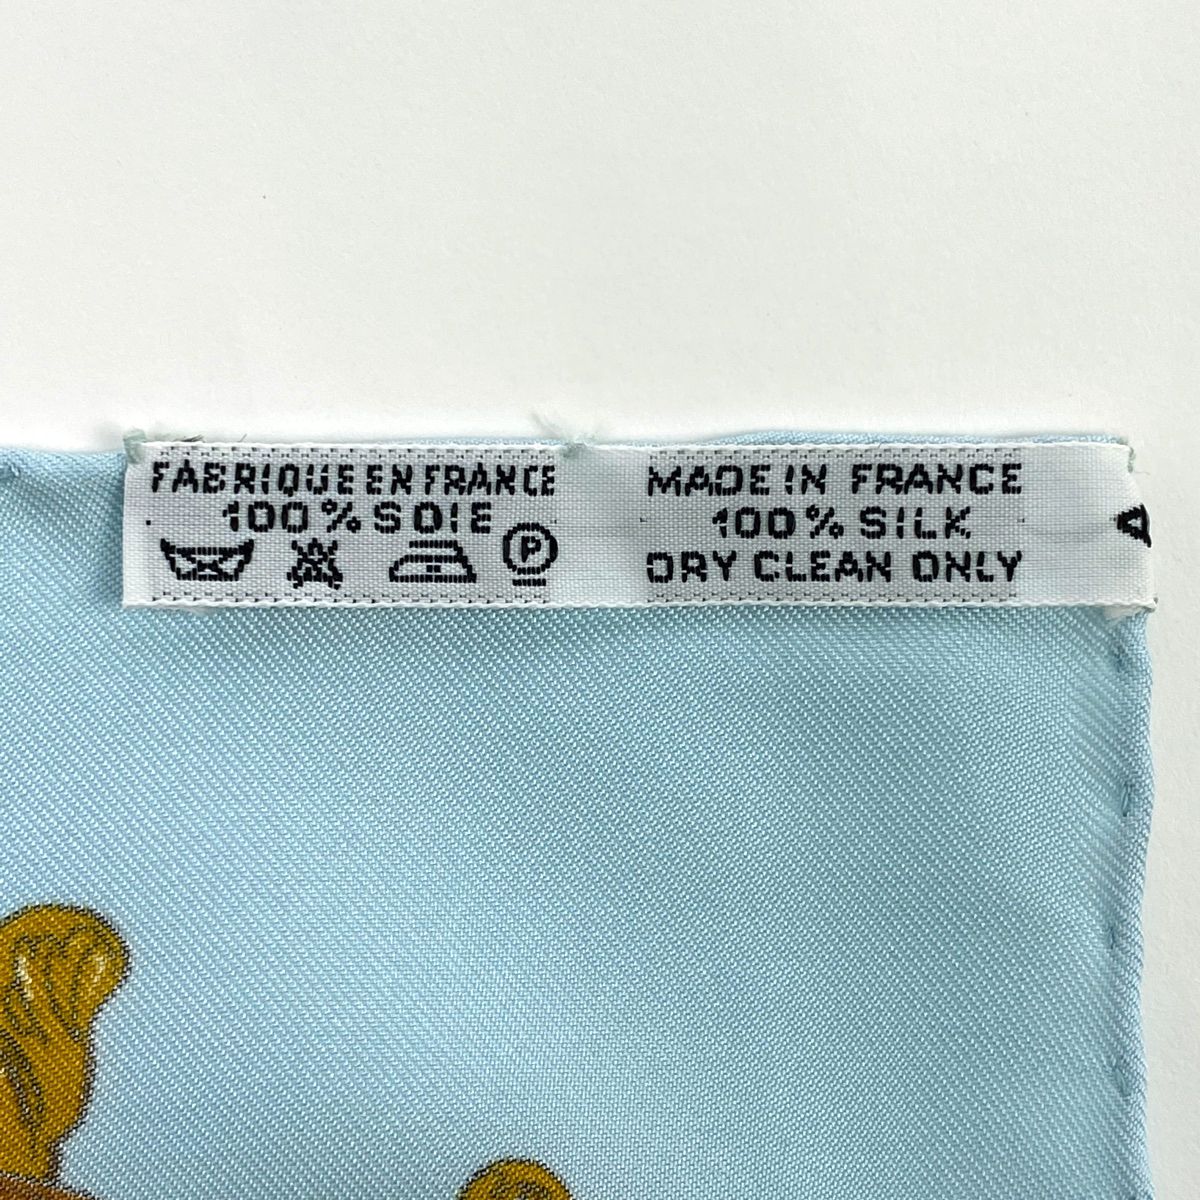 FABRIQUE EN FRANCE
100% SOIE
P
MADE IN FRANCE
100% SILK
DRY CLEAN ONLY